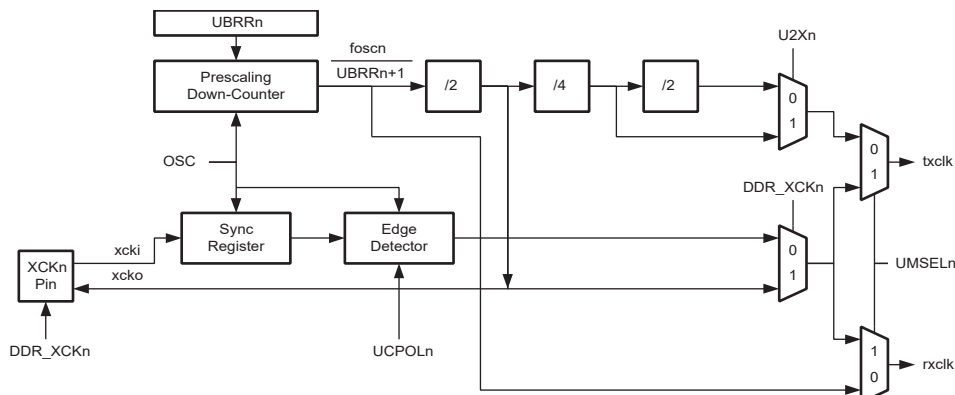 UBRRn
foscn
U2Xn
Prescaling
Down-Counter
UBRRn+1
/2
/4
/2
0
1
OSC
0
1
txclk
DDR_XCKn
xcki
Sync
Register
Edge
Detector
0
1
UMSELn
XCKn
Pin
xcko
DDR_XCKn
UCPOLn
1
0
rxclk